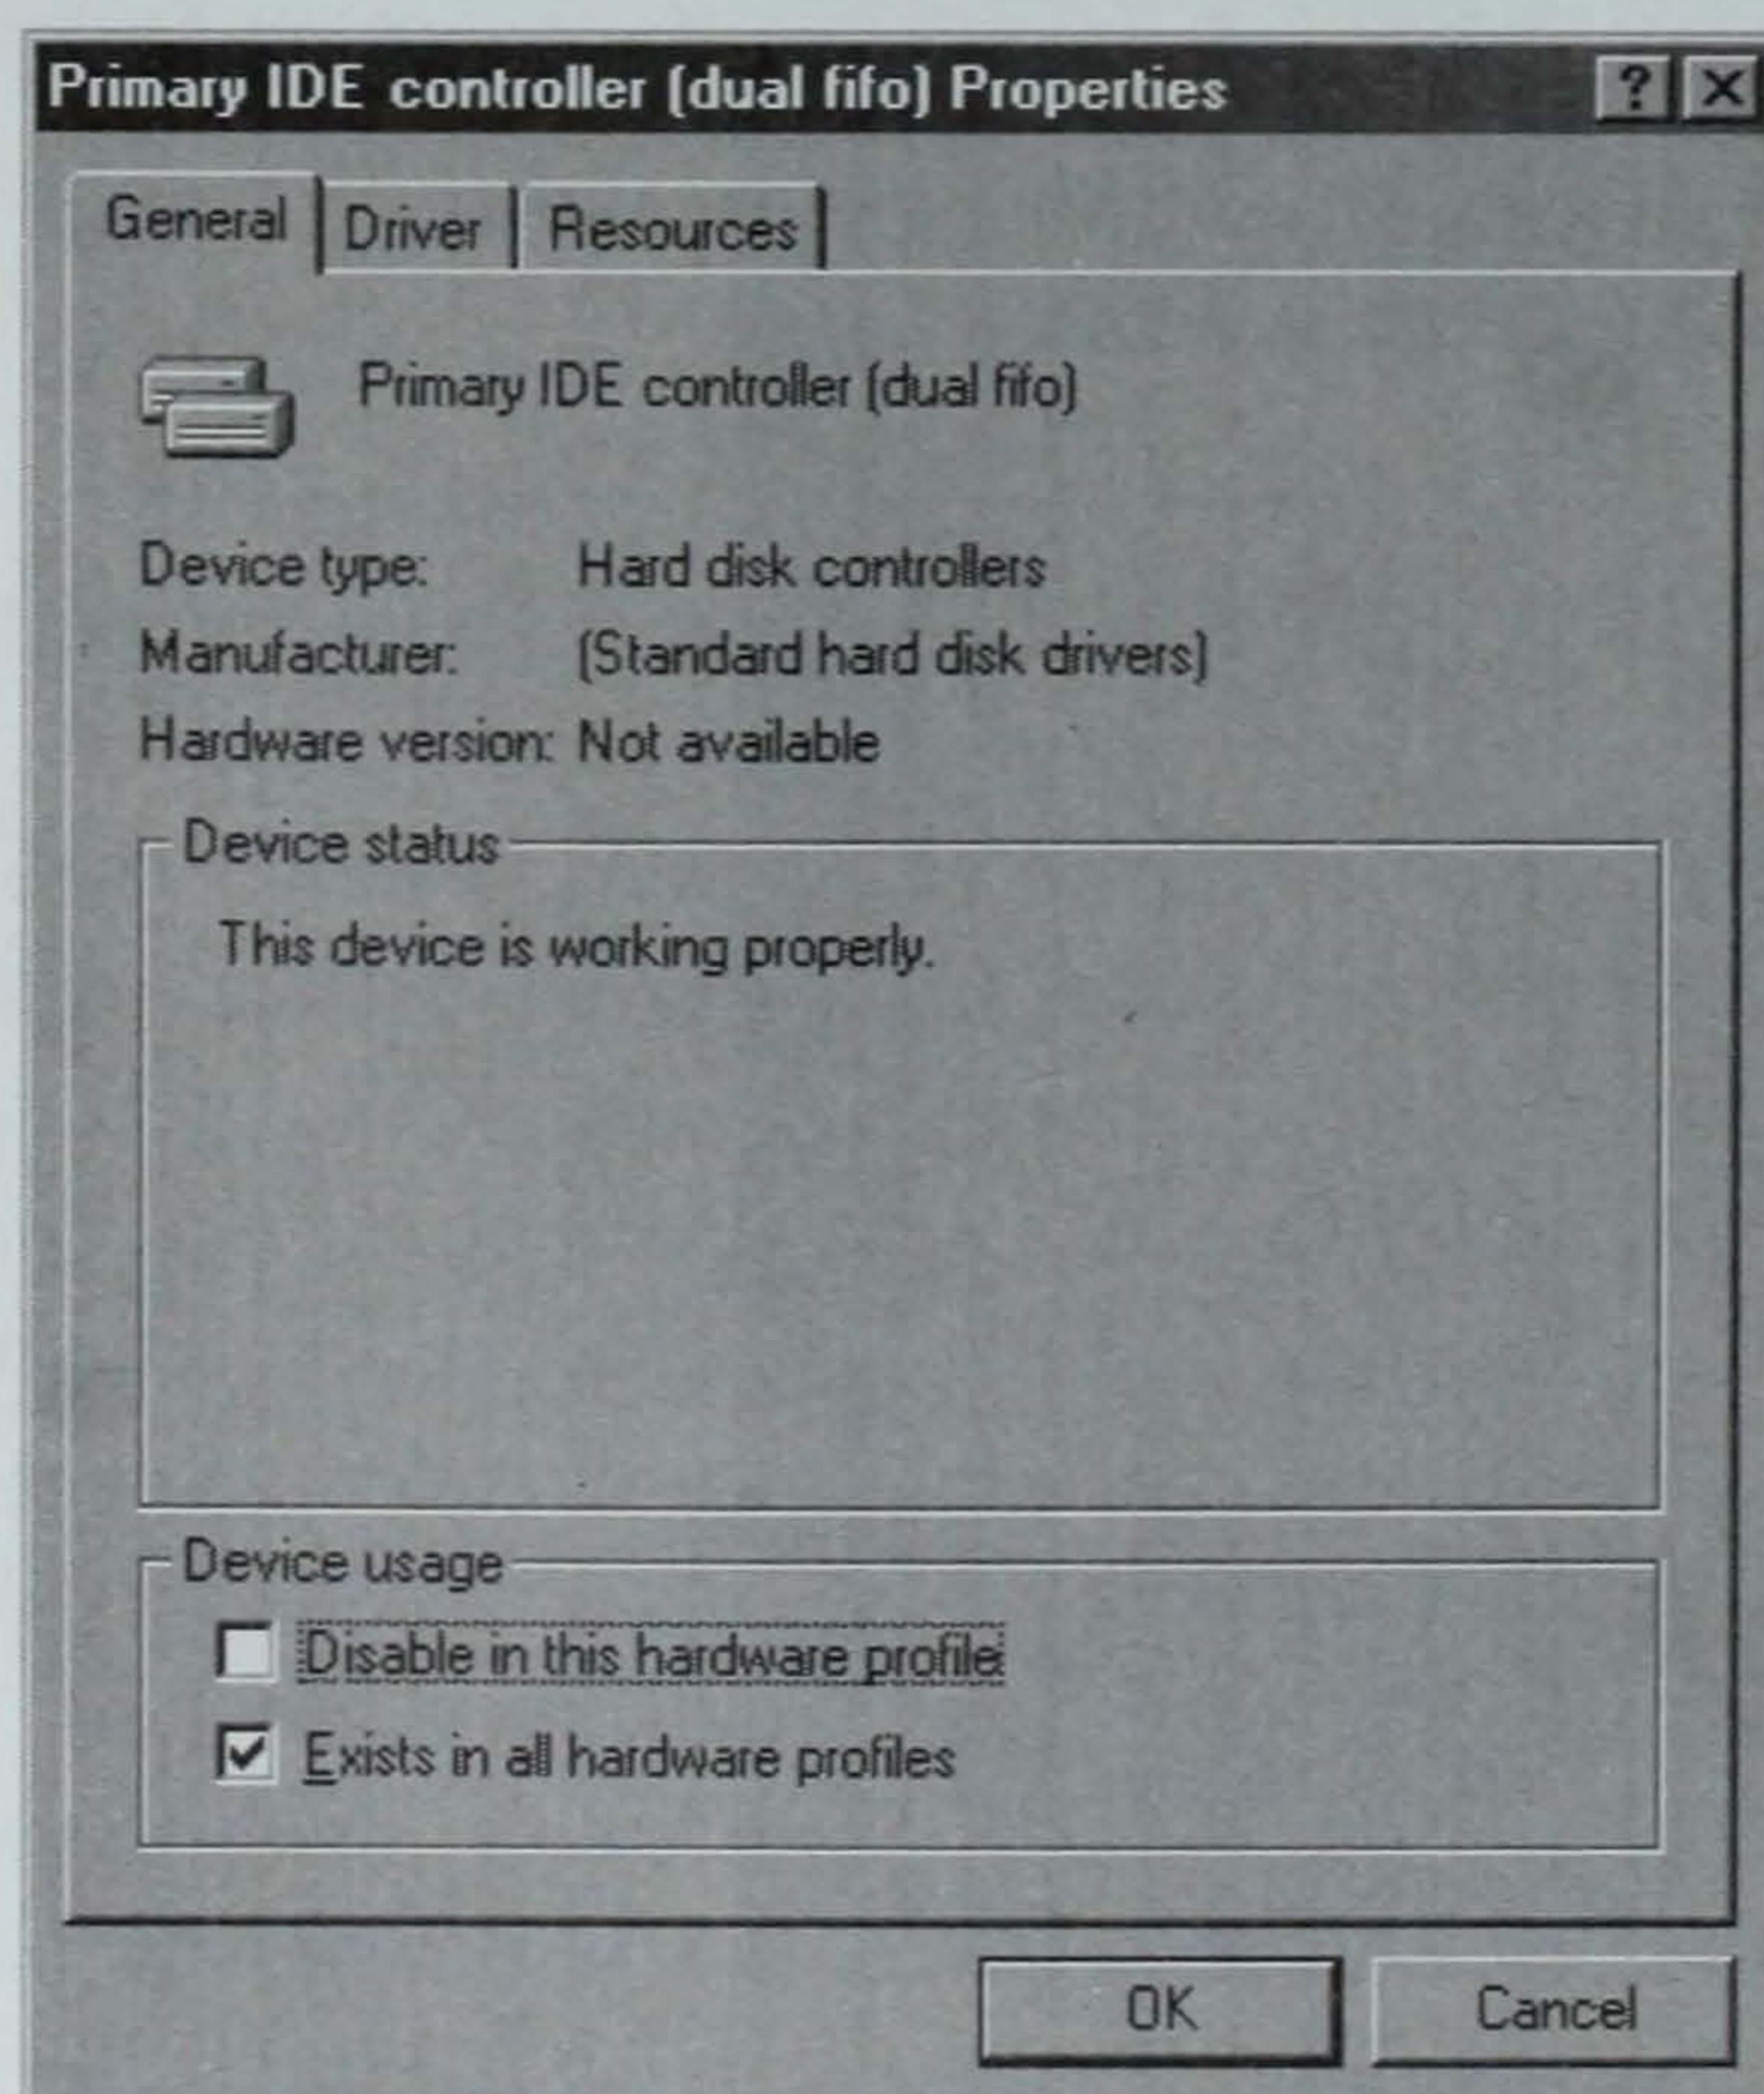 Primary IDE controller (dual fifo) Properties
General Driver Resources
Primary IDE controller (dual fifo)
Device type: Hard disk controllers
Manufacturer: (Standard hard disk drivers)
Hardware version: Not available
Device status
This device is working properly.
Device usage
Disable in this hardware profile
Exists in all hardware profiles
OK Cancel